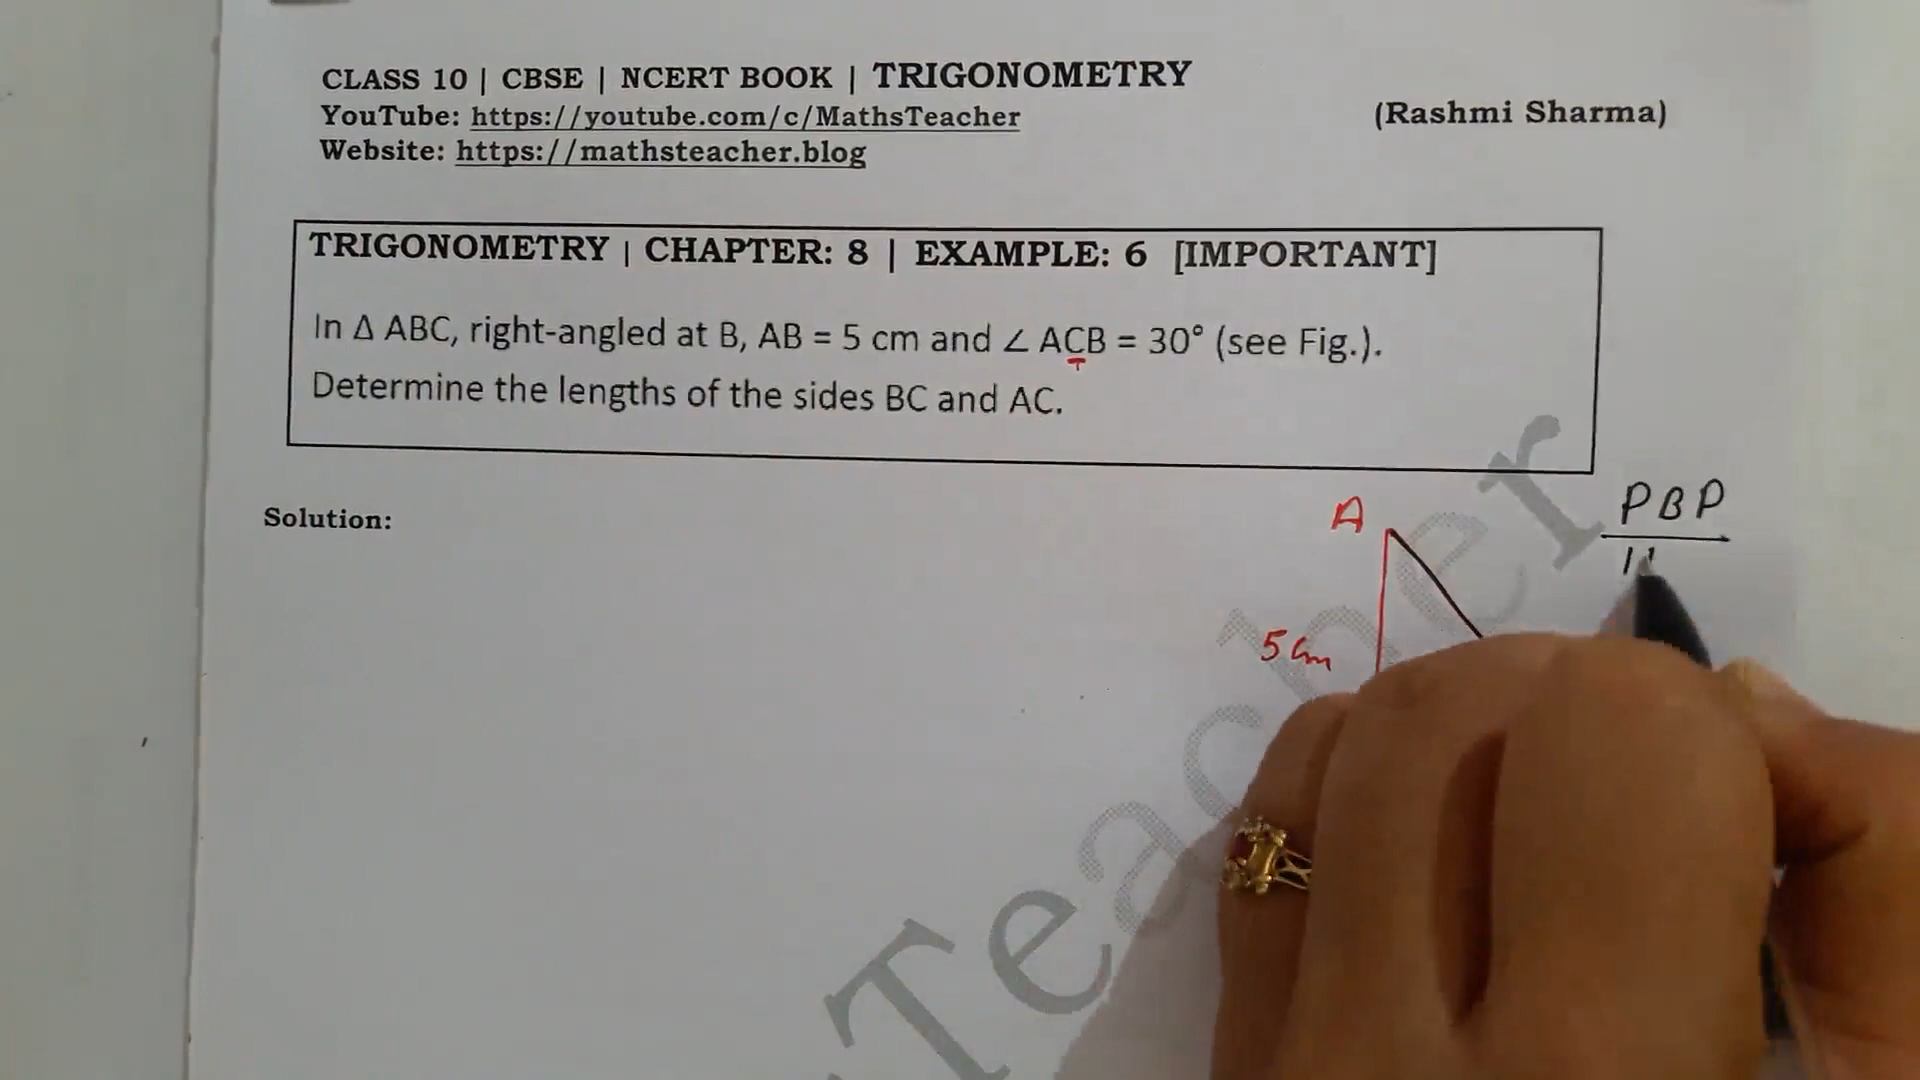 CLASS 10 | CBSE | NCERT BOOK | TRIGONOMETRY
YouTube: https://youtube.com/c/MathsTeacher
(Rashmi Sharma)
Website: https://mathsteacher.blog
TRIGONOMETRY | CHAPTER: 8 | EXAMPLE: 6 [IMPORTANT]
In Δ ABC, right-angled at B, AB = 5 cm and ∠ ACB = 30° (see Fig.).
Determine the lengths of the sides BC and AC.
Solution:
A
P B P
5 cm
Teacher